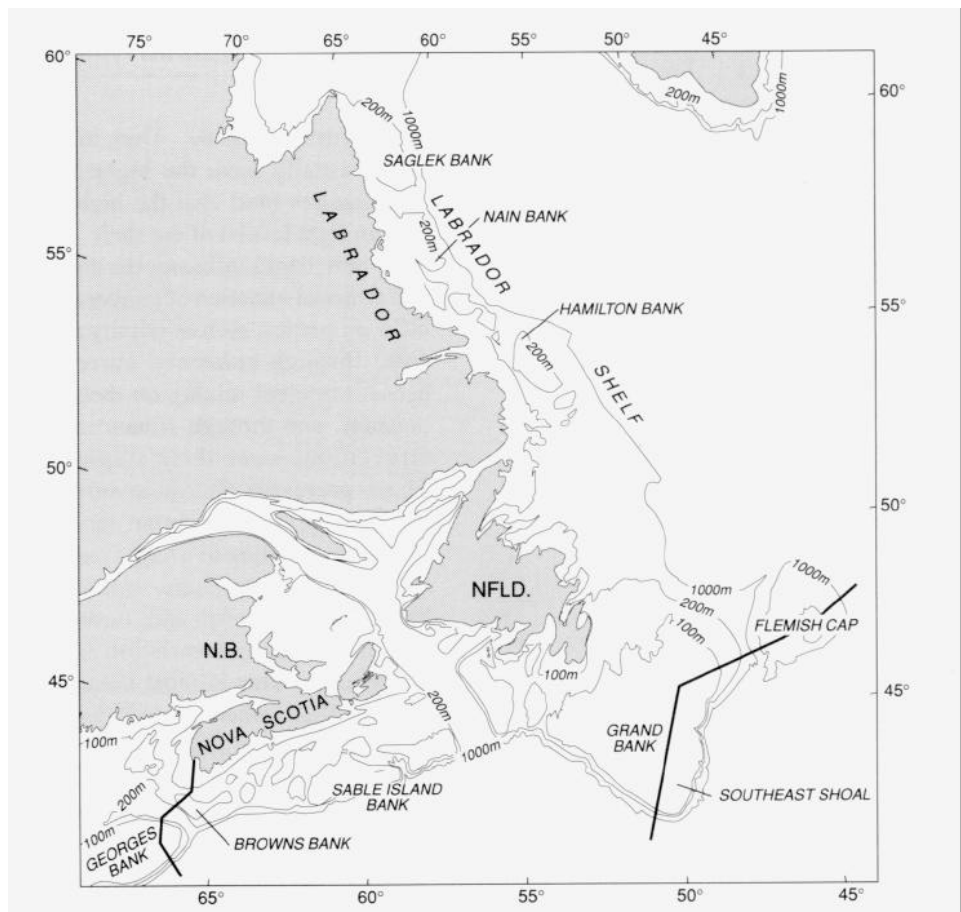 75° 70° 65° 60° 55° 50° 45°
60°
60°
200m
1000m
200m
1000m
SAGLEK BANK
LABRADOR
LABRADOR
NAIN BANK
200m
55°
55°
HAMILTON BANK
200m
SHELF
50°
50°
NFLD.
1000m
1000m
200m
FLEMISH CAP
100m
N.B.
100m
45°
45°
NOVA SCOTIA
200m
100m
1000m
GRAND
BANK
SABLE ISLAND
BANK
SOUTHEAST SHOAL
200m
100m
GEORGES
BANK
BROWNS BANK
65° 60° 55° 50° 45°